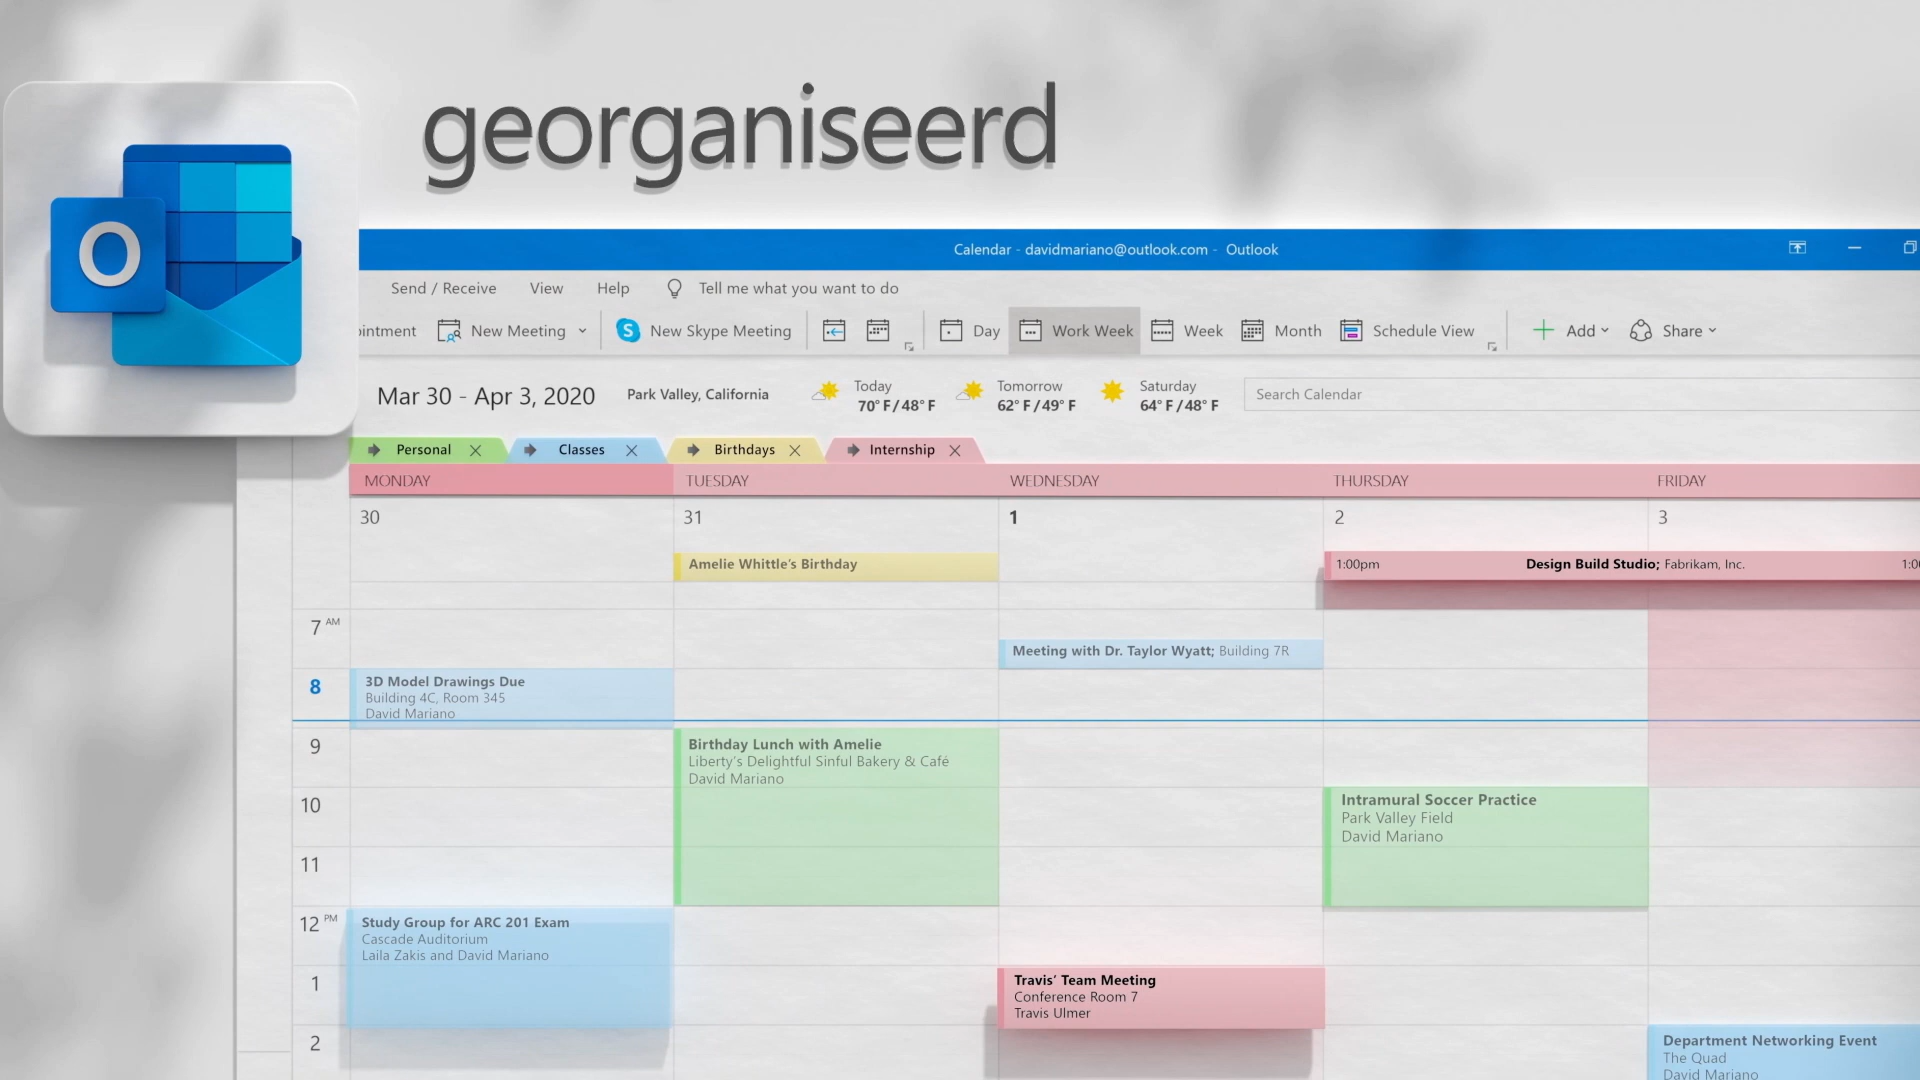 georganiseerd
O
Calendar - davidmariano@outlook.com - Outlook
Send / Receive View Help Tell me what you want to do
New Meeting New Skype Meeting Day Work Week Week Month Schedule View Add Share
Mar 30 - Apr 3, 2020 Park Valley, California
Today
70°F/48°F
Tomorrow
62°F/49°F
Saturday
64°F/48°F
Search Calendar
Personal Classes Birthdays Internship
MONDAY TUESDAY WEDNESDAY THURSDAY FRIDAY
30 31 1 2 3
Amelie Whittle's Birthday
1:00pm Design Build Studio; Fabrikam, Inc.
7 AM
Meeting with Dr. Taylor Wyatt; Building 7R
8
3D Model Drawings Due
Building 4C, Room 345
David Mariano
9
Birthday Lunch with Amelie
Liberty's Delightful Sinful Bakery & Café
David Mariano
10
Intramural Soccer Practice
Park Valley Field
David Mariano
11
12 PM
Study Group for ARC 201 Exam
Cascade Auditorium
Laila Zakis and David Mariano
1
Travis' Team Meeting
Conference Room 7
Travis Ulmer
2
Department Networking Event
The Quad
David Mariano